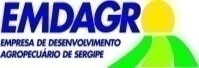 EMDAGRO
EMPRESA DE DESENVOLVIMENTO
AGROPECUÁRIO DE SERGIPE